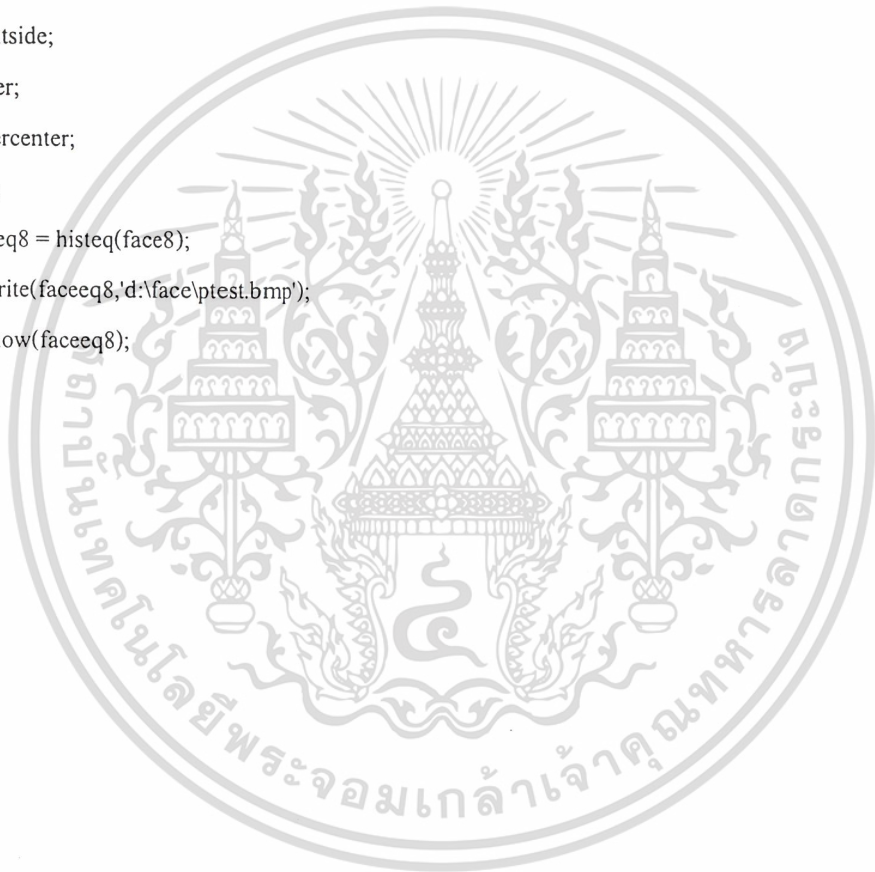 tside;
er;
ercenter;
eq8 = histeq(face8);
rite(faceeq8,'d:\face\ptest.bmp');
ow(faceeq8);
สถาบันเทคโนโลยีพระจอมเกล้าเจ้าคุณทหารลาดกระบัง
๔